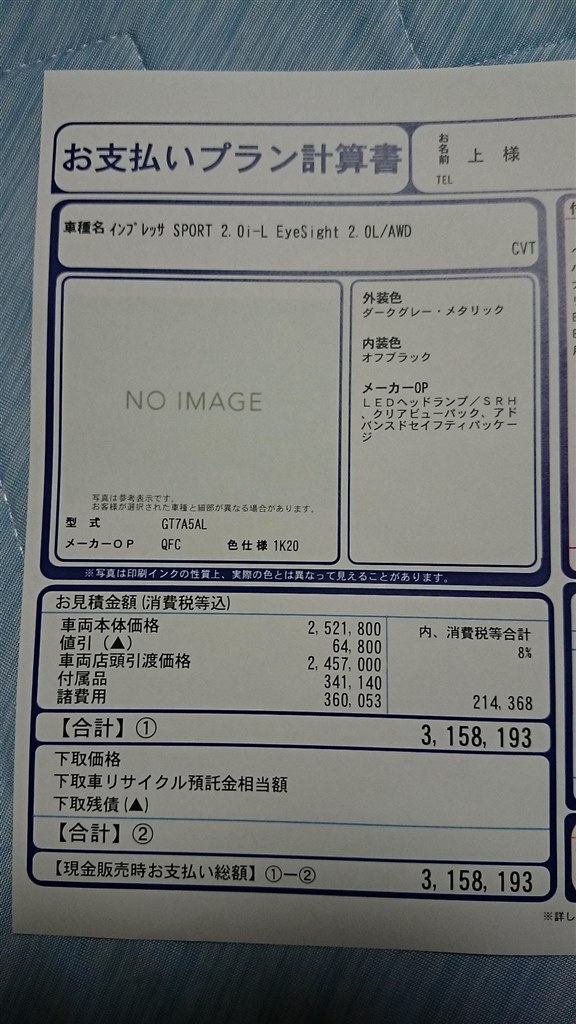 お支払いプラン計算書
お名前 上 様
TEL
車種名 インプレッサ SPORT 2.0i-L EyeSight 2.0L/AWD
CVT
外装色
ダークグレー・メタリック
内装色
オフブラック
メーカーOP
LEDヘッドランプ/SRH
、クリアビューパック、アド
バンスドセイフティパッケー
ジ
NO IMAGE
写真は参考表示です。
お客様が選択された車種と細部が異なる場合があります。
型 式 GT7A5AL
メーカーOP QFC 色仕様 1K20
※写真は印刷インクの性質上、実際の色とは異なって見えることがあります。
お見積金額(消費税等込)
車両本体価格 2,521,800 内、消費税等合計
値引(▲) 64,800 8%
車両店頭引渡価格 2,457,000
付属品 341,140
諸費用 360,053 214,368
【合計】① 3,158,193
下取価格
下取車リサイクル預託金相当額
下取残債(▲)
【合計】②
【現金販売時お支払い総額】①-② 3,158,193
※詳し